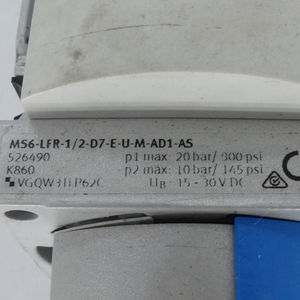 MS6-LFR-1/2-D7-E-U-M-AD1-AS
526490 p1 max: 20 bar/ 300 psi
K860 p2 max: 10 bar/ 145 psi
UB: 15 - 30 V DC